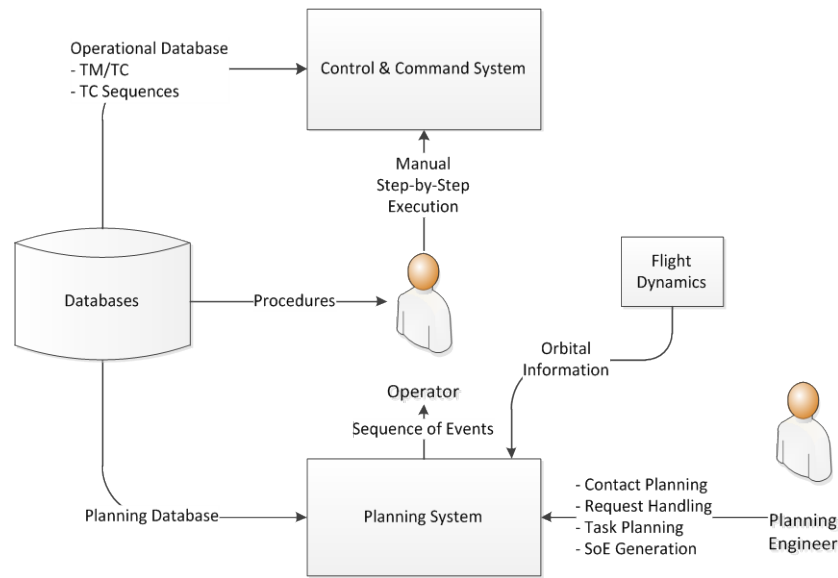 Operational Database
- TM/TC
- TC Sequences
Control & Command System
Manual
Step-by-Step
Execution
Databases
Procedures
Flight
Dynamics
Orbital
Information
Operator
Sequence of Events
Planning Database
Planning System
- Contact Planning
- Request Handling
- Task Planning
- SoE Generation
Planning
Engineer